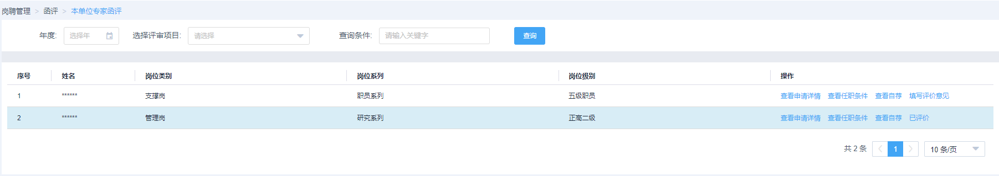 岗聘管理 > 函评 > 本单位专家函评
年度: 选择年 选择评审项目: 请选择 查询条件: 请输入关键字 查询
序号 姓名 岗位类别 岗位系列 岗位级别 操作
1 ****** 支撑岗 职员系列 五级职员 查看申请详情 查看任职条件 查看自荐 填写评价意见
2 ****** 管理岗 研究系列 正高二级 查看申请详情 查看任职条件 查看自荐 已评价
共 2 条 < 1 > 10 条/页